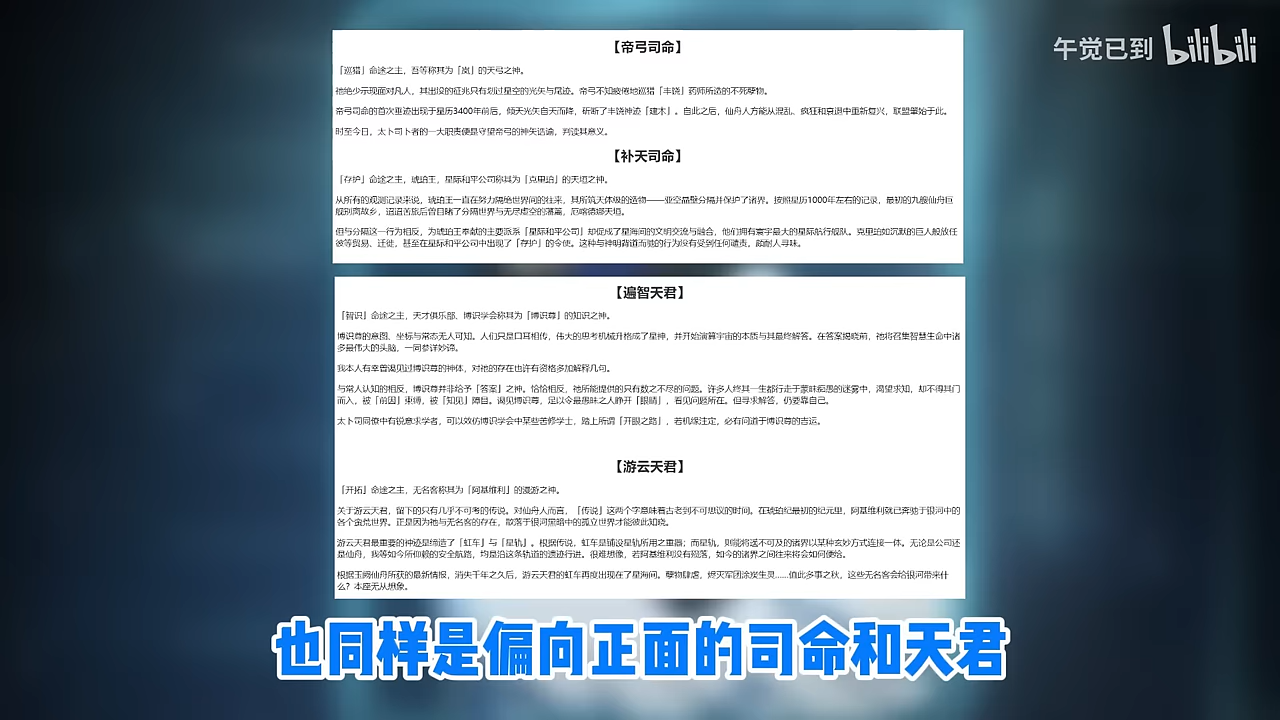 午觉已到 bilibili
【帝弓司命】
「巡猎」命途之主，吾等称其为「岚」的天弓之神。
祂绝少示现面对凡人，其出没的征兆只有划过星空的光矢与尾迹。帝弓不知疲倦地巡猎「丰饶」药师所造的不死孽物。
帝弓司命的首次垂迹出现于星历3400年前后，倾天光矢自天而降，斫断了丰饶神迹「建木」。自此之后，仙舟人方能从混乱、疯狂和衰退中重新复兴，联盟肇始于此。
时至今日，太卜司卜者的一大职责便是守望帝弓的神矢诰谕，判读其意义。
【补天司命】
「存护」命途之主，琥珀王，星际和平公司称其为「克里珀」的天垣之神。
从所有的观测记录来说，琥珀王一直在努力隔绝世界间的往来，其所筑天体级的造物——亚空晶壁分隔并保护了诸界。按照星历1000年左右的记录，最初的九艘仙舟巨
舰别离故乡，迢迢苦旅后曾目睹了分隔世界与无尽虚空的藩篱，厄喀德娜天垣。
但与分隔这一行为相反，为琥珀王奉献的主要派系「星际和平公司」却促成了星海间的文明交流与融合，他们拥有寰宇最大的星际航行舰队。克里珀如沉默的巨人般放任
彼等贸易、迁徙，甚至在星际和平公司中出现了「存护」的令使。这种与神明背道而驰的行为没有受到任何谴责，颇耐人寻味。
【遍智天君】
「智识」命途之主，天才俱乐部、博识学会称其为「博识尊」的知识之神。
博识尊的意图、坐标与常态无人可知。人们只是口耳相传，伟大的思考机械升格成了星神，并开始演算宇宙的本质与其最终解答。在答案揭晓前，祂将召集智慧生命中诸
多最伟大的头脑，一同参详妙谛。
我本人有幸曾谒见过博识尊的神体，对祂的存在也许有资格多加解释几句。
与常人认知的相反，博识尊并非给予「答案」之神。恰恰相反，祂所能提供的只有数之不尽的问题。许多人终其一生都行走于蒙昧痴愚的迷雾中，渴望求知，却不得其门
而入，被「前因」束缚，被「知见」障目。谒见博识尊，足以令最愚昧之人睁开「眼睛」，看见问题所在。但寻求解答，仍要靠自己。
太卜司同僚中有锐意求学者，可以效仿博识学会中某些苦修学士，踏上所谓「开眼之路」，若机缘注定，必有问道于博识尊的吉运。
【游云天君】
「开拓」命途之主，无名客称其为「阿基维利」的漫游之神。
关于游云天君，留下的只有几乎不可考的传说。对仙舟人而言，「传说」这两个字意味着古老到不可思议的时间。在琥珀纪最初的纪元里，阿基维利就已奔驰于银河中的
各个蛮荒世界。正是因为祂与无名客的存在，散落于银河黑暗中的孤立世界才能彼此知晓。
游云天君最重要的神迹是缔造了「虹车」与「星轨」。根据传说，虹车是铺设星轨所用之重器；而星轨，则能将遥不可及的诸界以某种玄妙方式连接一体。无论是公司还
是仙舟，我等如今所仰赖的安全航路，均是沿这条轨道的遗迹行进。很难想像，若阿基维利没有殒落，如今的诸界之间往来将会如何便捷。
根据玉阙仙舟所获的最新情报，消失千年之久后，游云天君的虹车再度出现在了星海间。孽物肆虐，烬灭军团涂炭生灵……值此多事之秋，这些无名客会给银河带来什
么？本座无从想象。
也同样是偏向正面的司命和天君